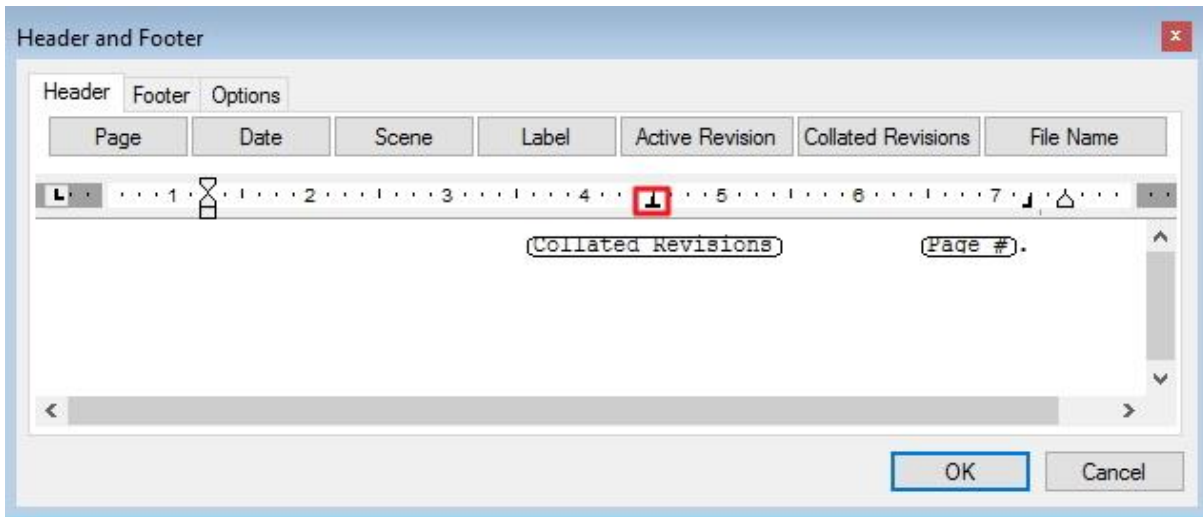 Header and Footer
x
Header Footer Options
Page Date Scene Label Active Revision Collated Revisions File Name
L 1 2 3 4 5 6 7
Collated Revisions Page # .
OK Cancel